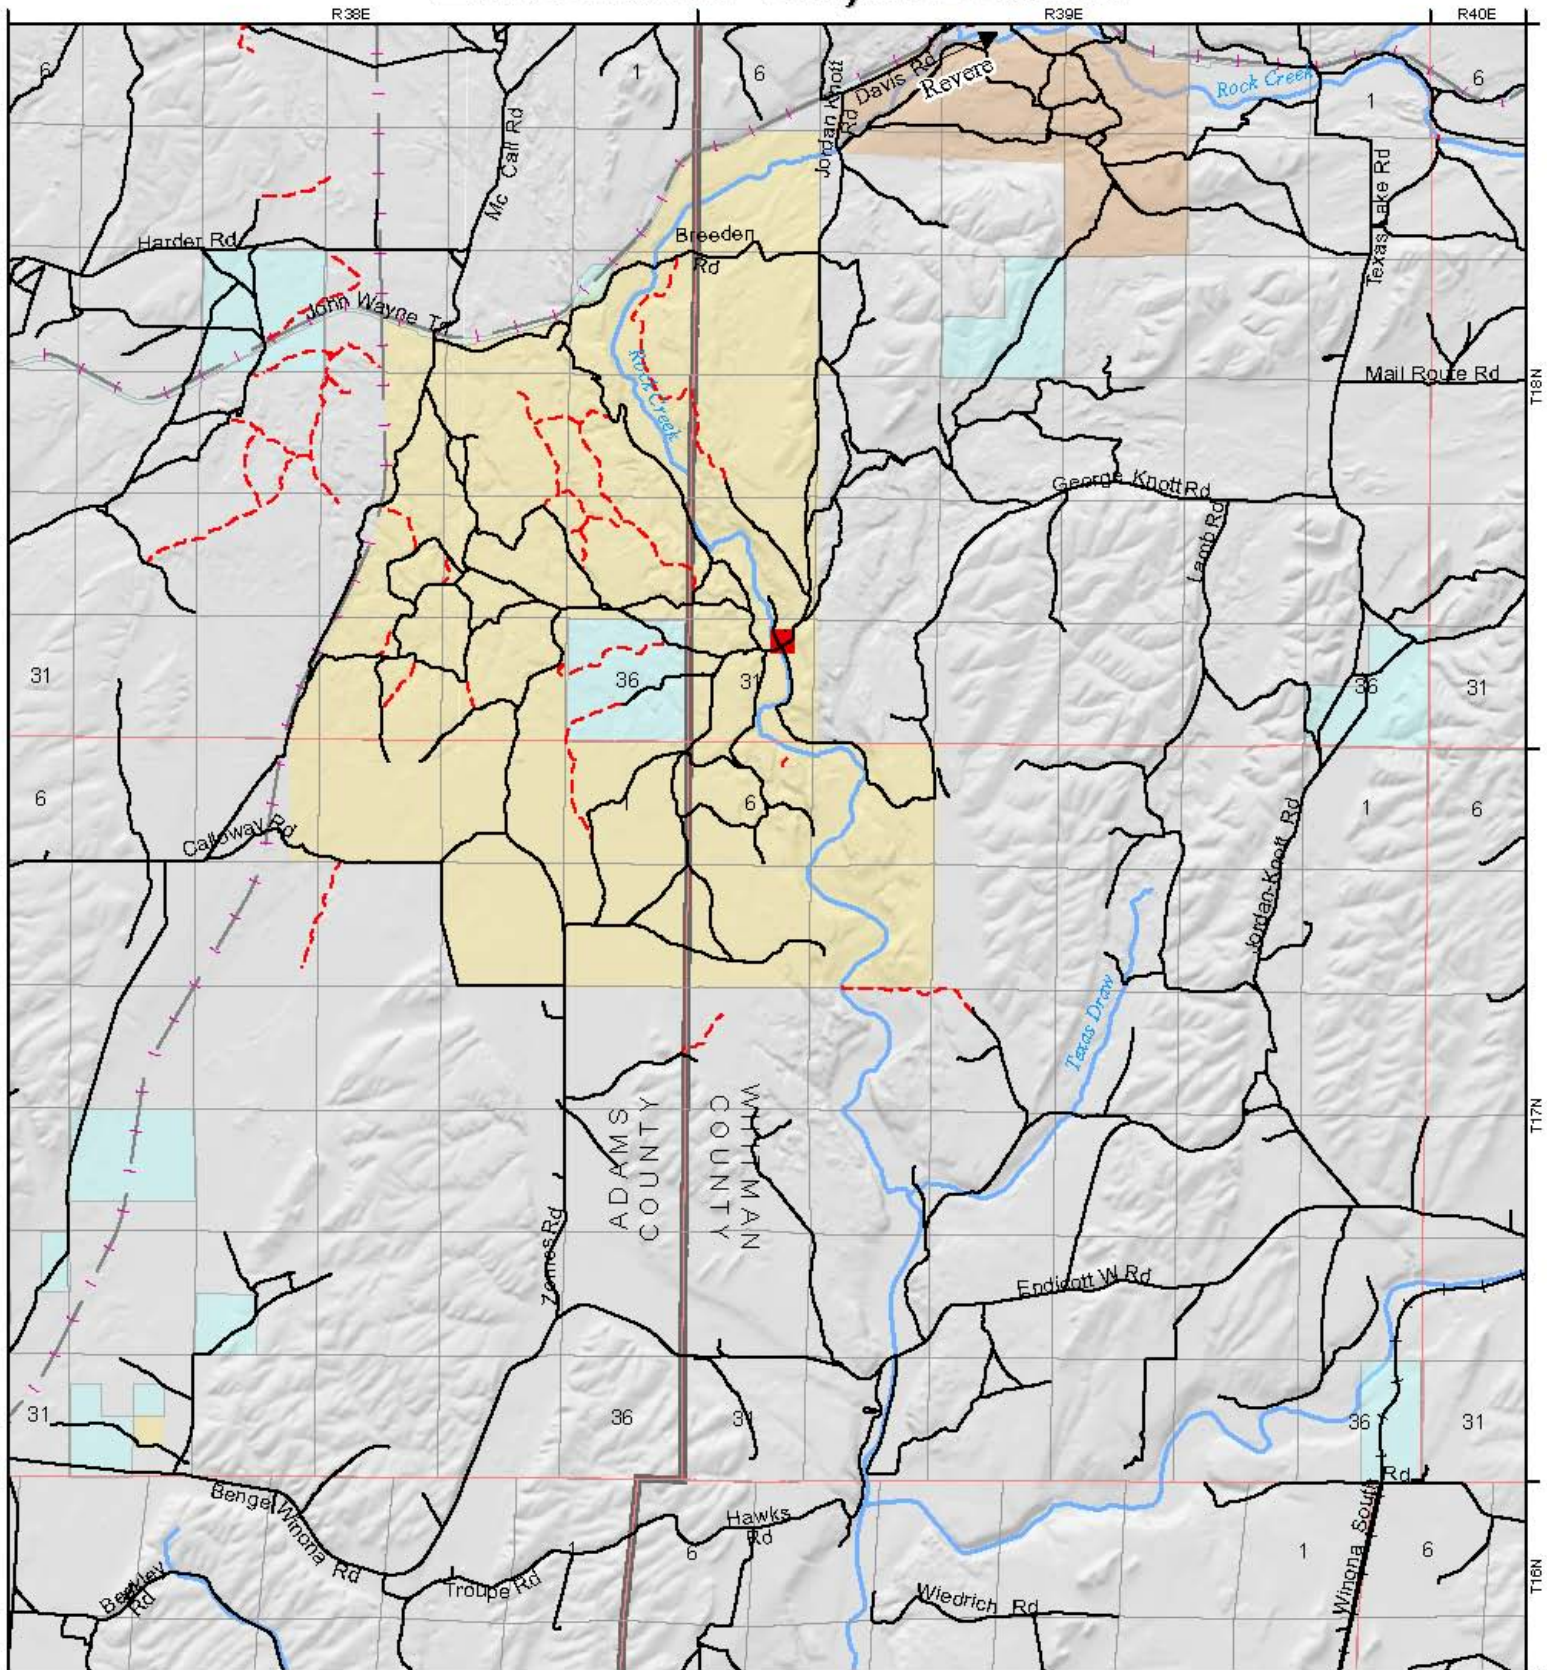 R38E
R39E
R40E
6
1
6
1
6
Davis Rd
Revere
Rock Creek
Jordan Knott
Rd
Mc Call Rd
Texas Lake Rd
Harder Rd
Breeden
Rd
John Wayne Tr
Rock Creek
Mail Route Rd
T18N
George Knott Rd
Lamb Rd
31
36
31
36
31
6
1
6
1
6
Calloway Rd
Jordan-Knott Rd
Texas Draw
ADAMS
COUNTY
WHITMAN
COUNTY
T17N
Zemes Rd
Endicott W Rd
31
36
31
36
31
Rd
Benge Winona Rd
Hawks
Rd
Winona South
1
6
1
6
Troupe Rd
Wiedrich Rd
Rd
T16N